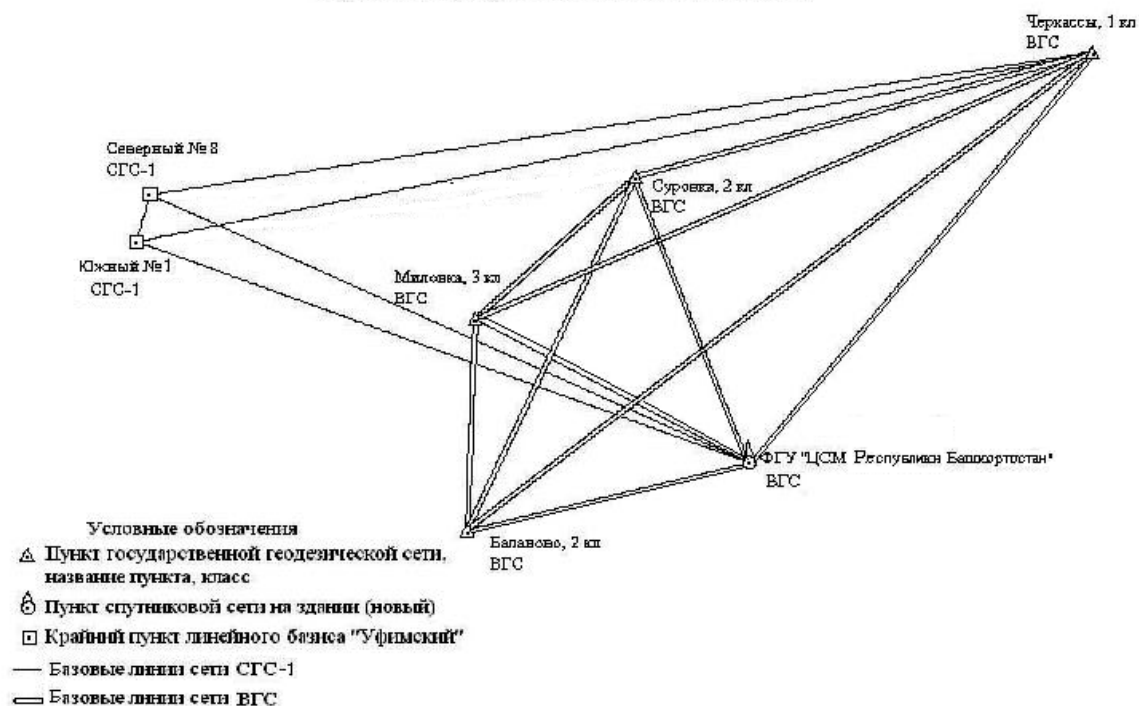 Черкассы, 1 кл
ВГС
Северный № 8
СГС-1
Суровка, 2 кл
ВГС
Южный №1
СГС-1
Миловка, 3 кл
ВГС
ФГУ "ЦСМ Республики Башкортостан"
ВГС
Баланово, 2 кл
ВГС
Условные обозначения
Пункт государственной геодезической сети,
название пункта, класс
Пункт спутниковой сети на здании (новый)
Крайний пункт линейного базиса "Уфимский"
Базовые линии сети СГС-1
Базовые линии сети ВГС